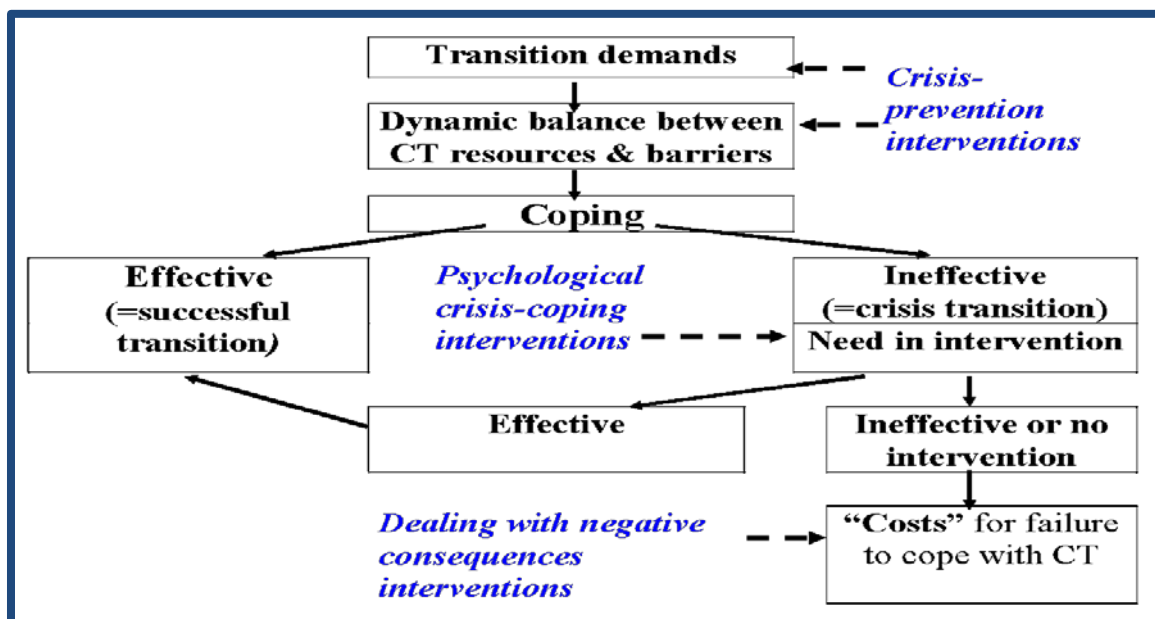 Transition demands
Crisis-
prevention
interventions
Dynamic balance between
CT resources & barriers
Coping
Effective
(=successful
transition)
Psychological
crisis-coping
interventions
Ineffective
(=crisis transition)
Need in intervention
Effective
Ineffective or no
intervention
Dealing with negative
consequences
interventions
“Costs” for failure
to cope with CT